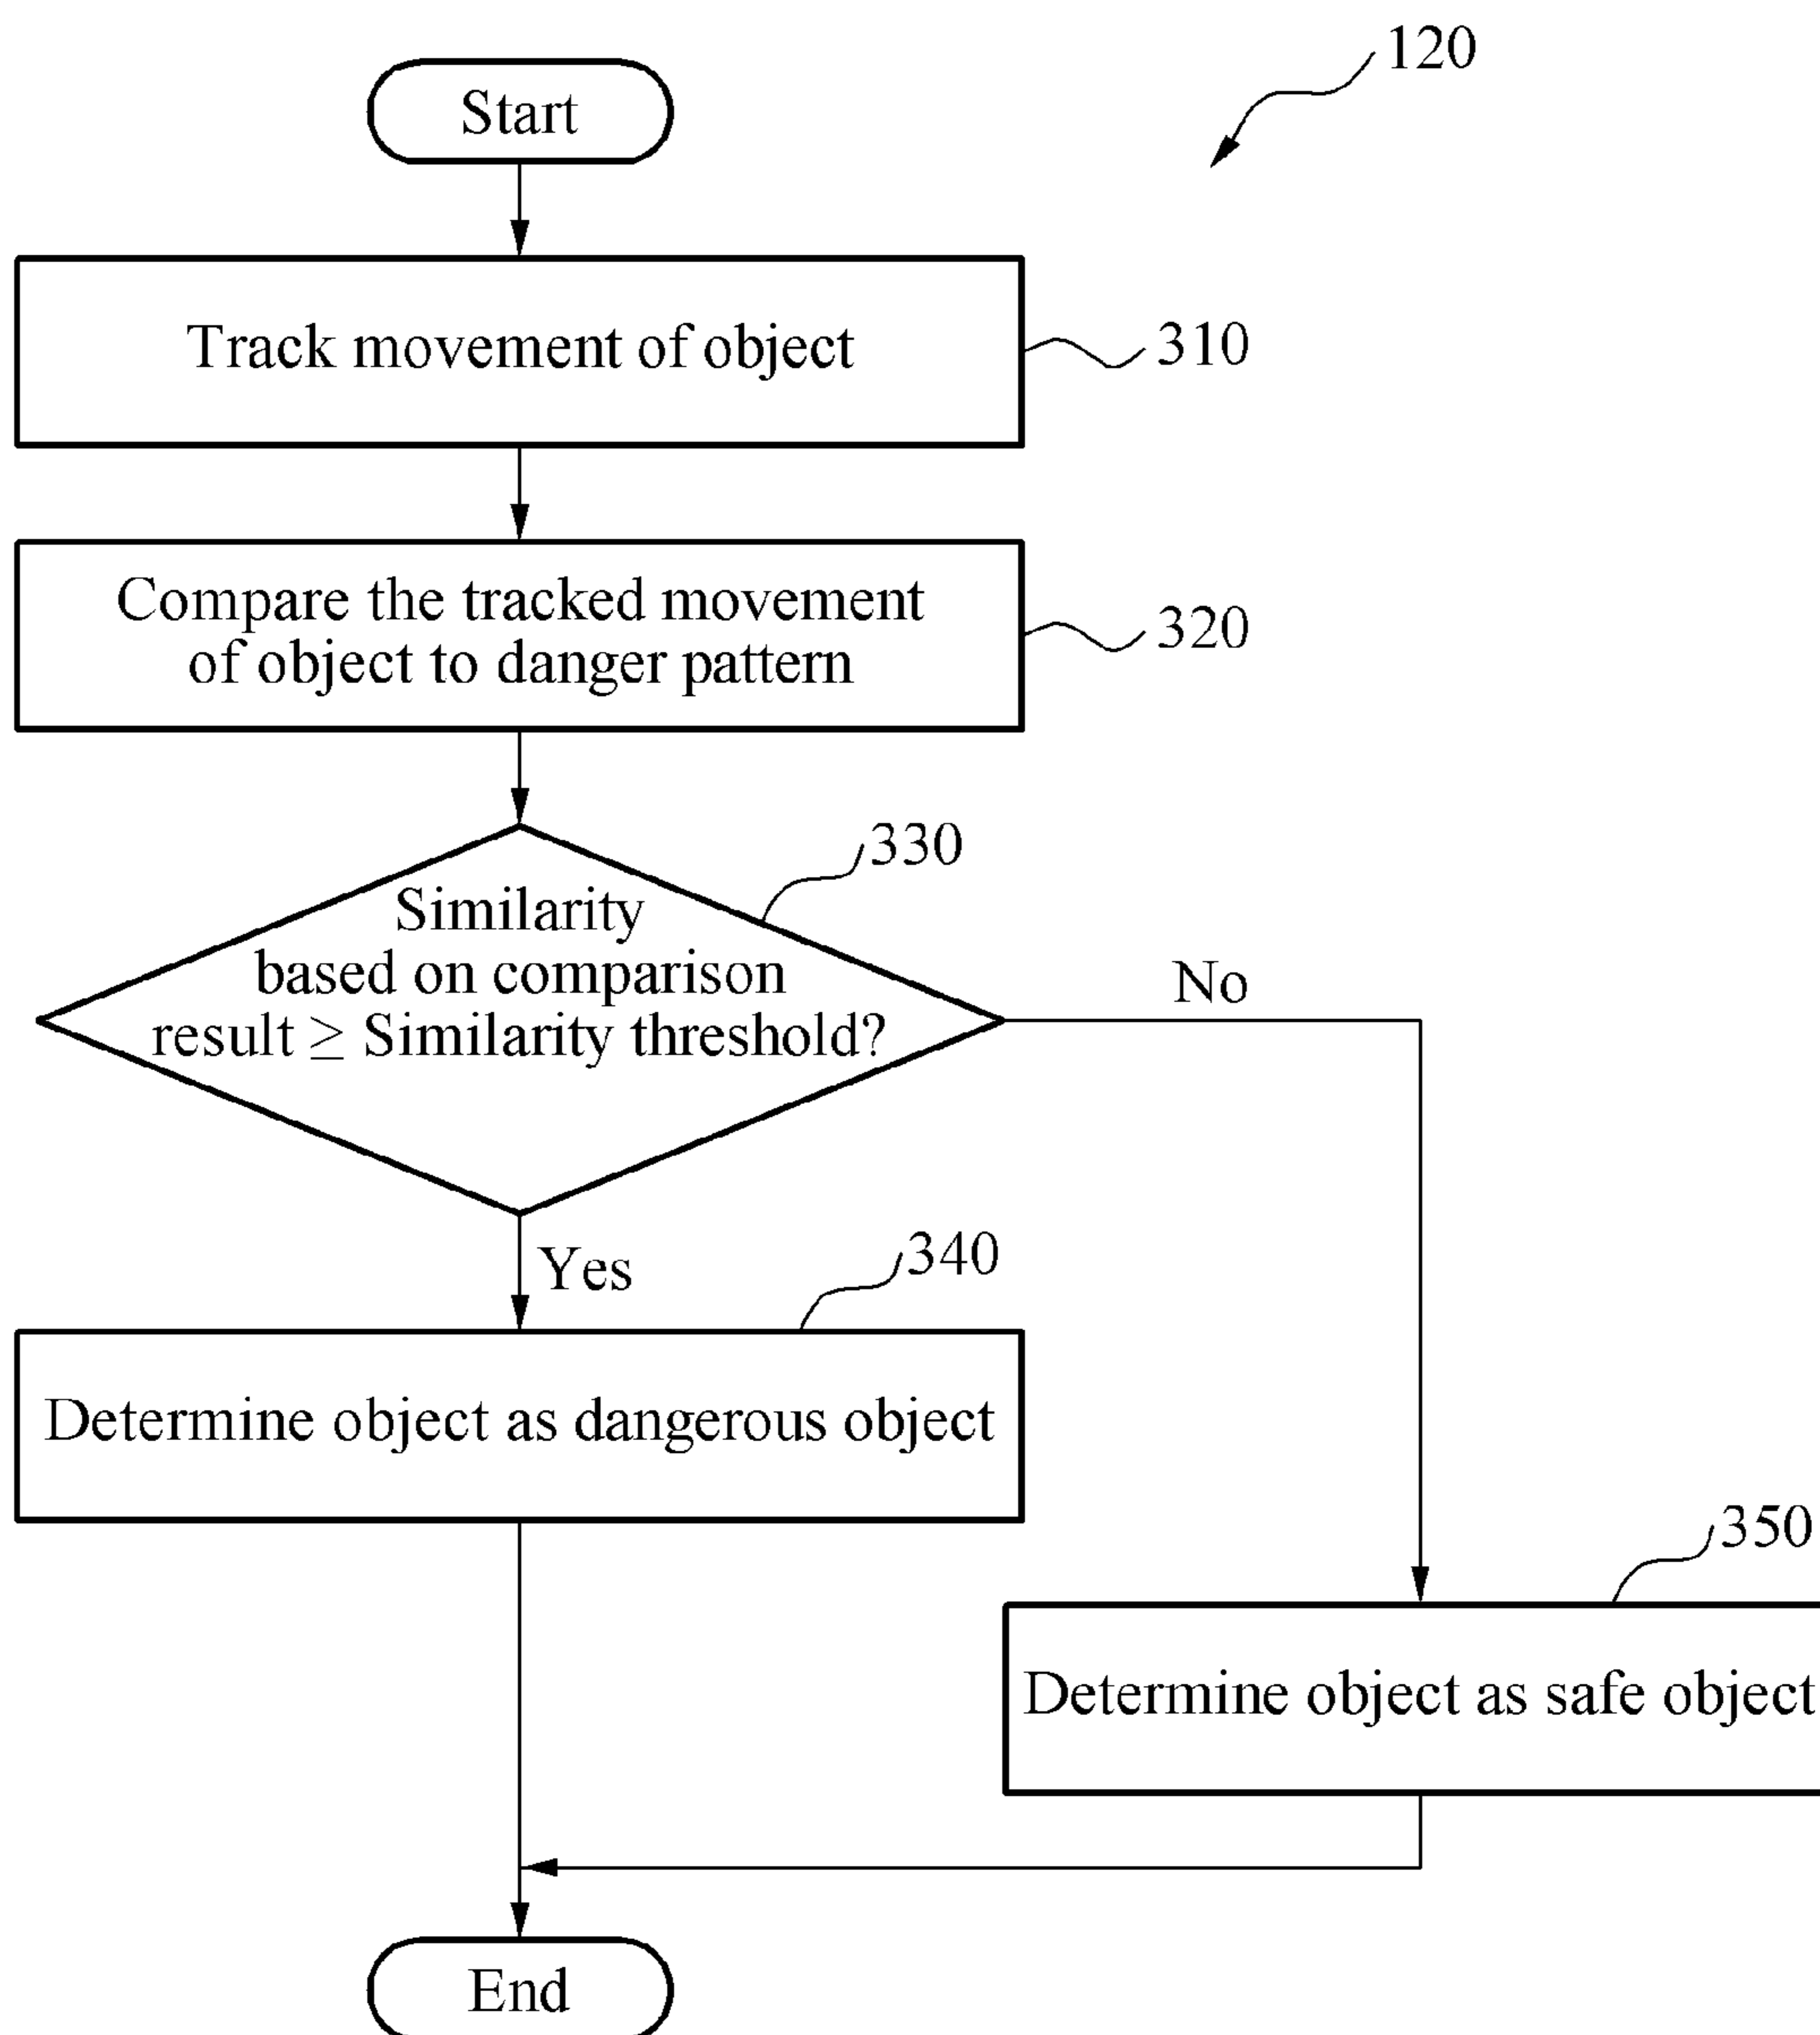 120
Start
Track movement of object
310
Compare the tracked movement
of object to danger pattern
320
330
Similarity
based on comparison
result ≥ Similarity threshold?
No
Yes
340
Determine object as dangerous object
350
Determine object as safe object
End